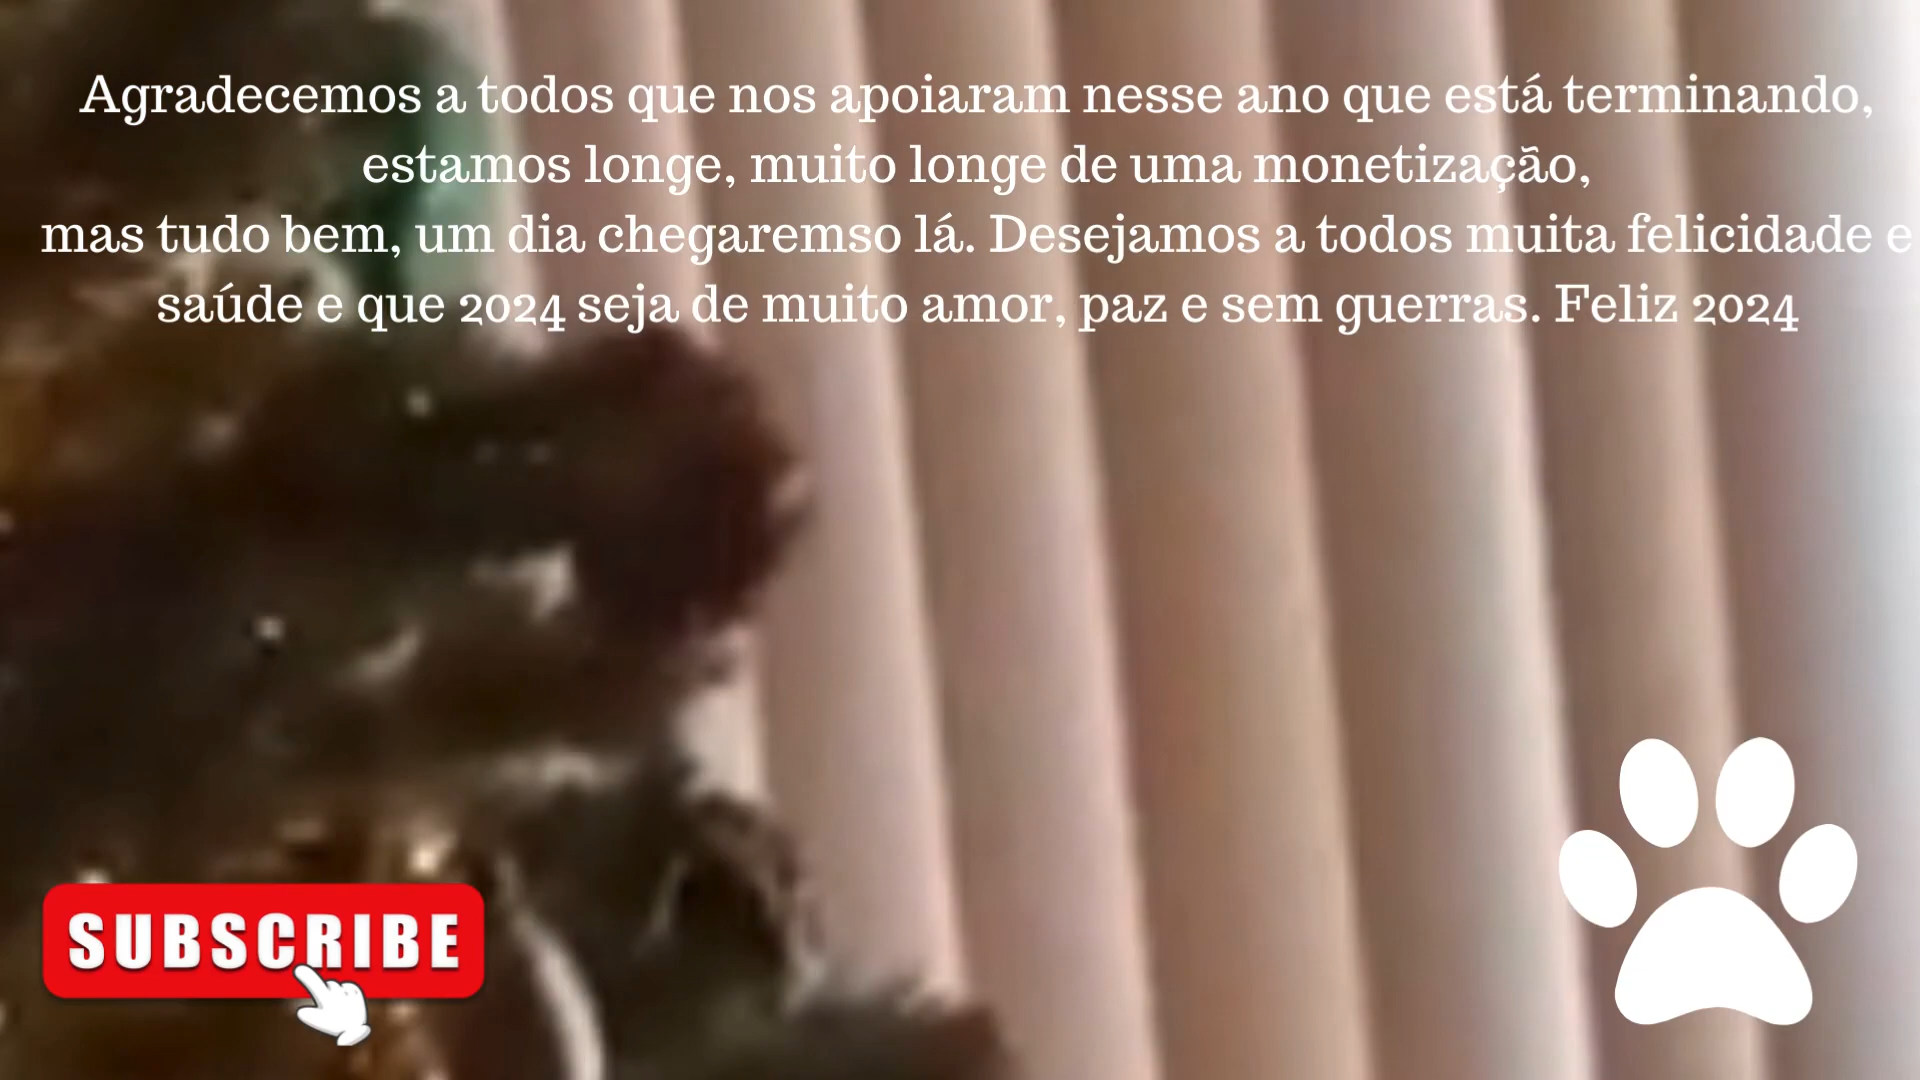 Agradecemos a todos que nos apoiaram nesse ano que está terminando,
estamos longe, muito longe de uma monetização,
mas tudo bem, um dia chegaremso lá. Desejamos a todos muita felicidade e
saúde e que 2024 seja de muito amor, paz e sem guerras. Feliz 2024
SUBSCRIBE